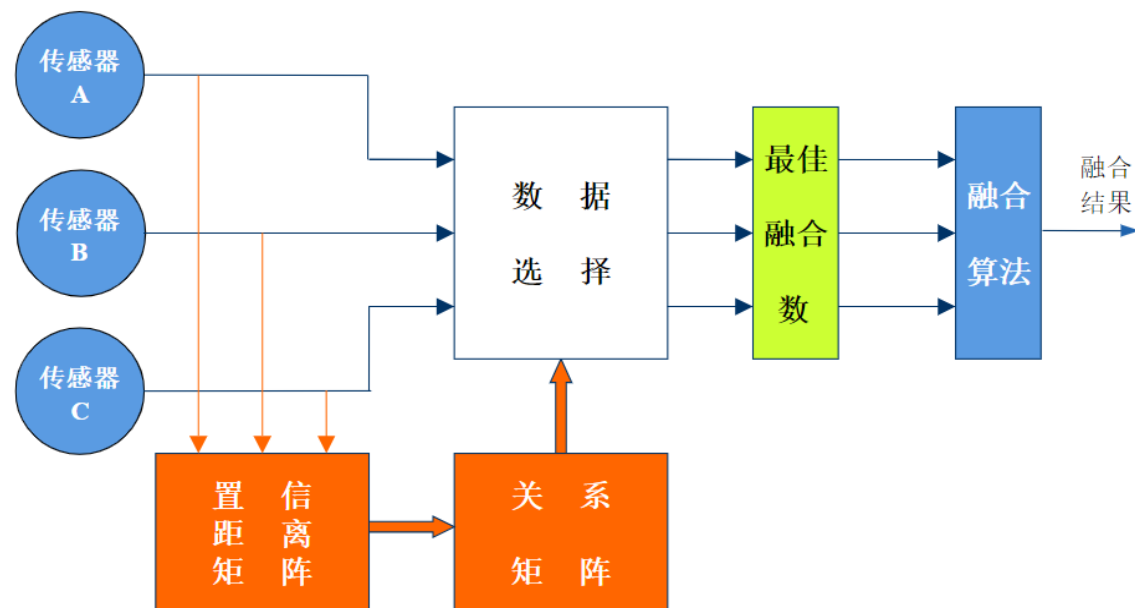 传感器
A
传感器
B
传感器
C
数 据
选 择
最佳
融合
数
融合
算法
融合
结果
置 信
距 离
矩 阵
关 系
矩 阵